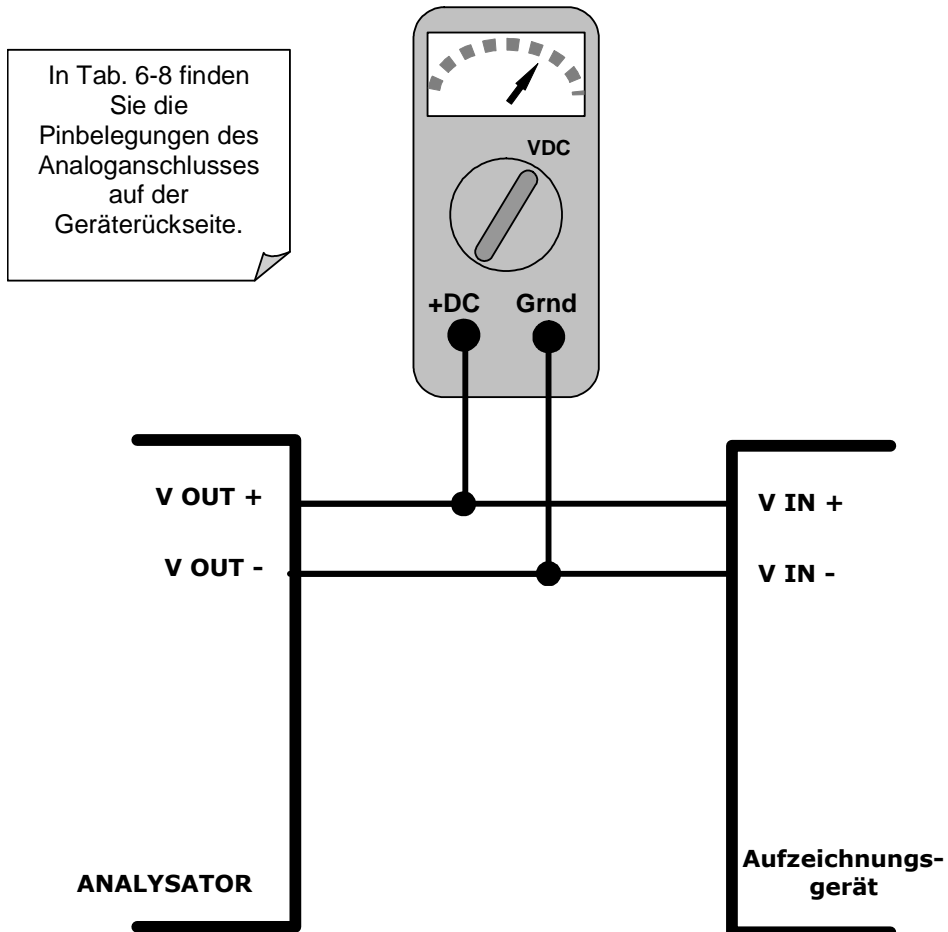 In Tab. 6-8 finden
Sie die
Pinbelegungen des
Analoganschlusses
auf der
Geräterückseite.
VDC
+DC
Grnd
V OUT +
V IN +
V OUT -
V IN -
ANALYSATOR
Aufzeichnungs-
gerät